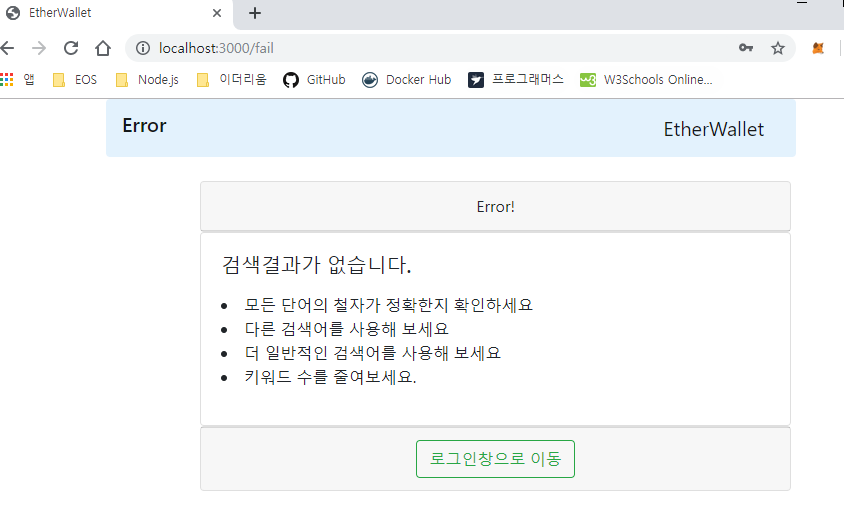 EtherWallet
localhost:3000/fail
앱 EOS Node.js 이더리움 GitHub Docker Hub 프로그래머스 W3Schools Online...
Error EtherWallet
Error!
검색결과가 없습니다.
모든 단어의 철자가 정확한지 확인하세요
다른 검색어를 사용해 보세요
더 일반적인 검색어를 사용해 보세요
키워드 수를 줄여보세요.
로그인창으로 이동